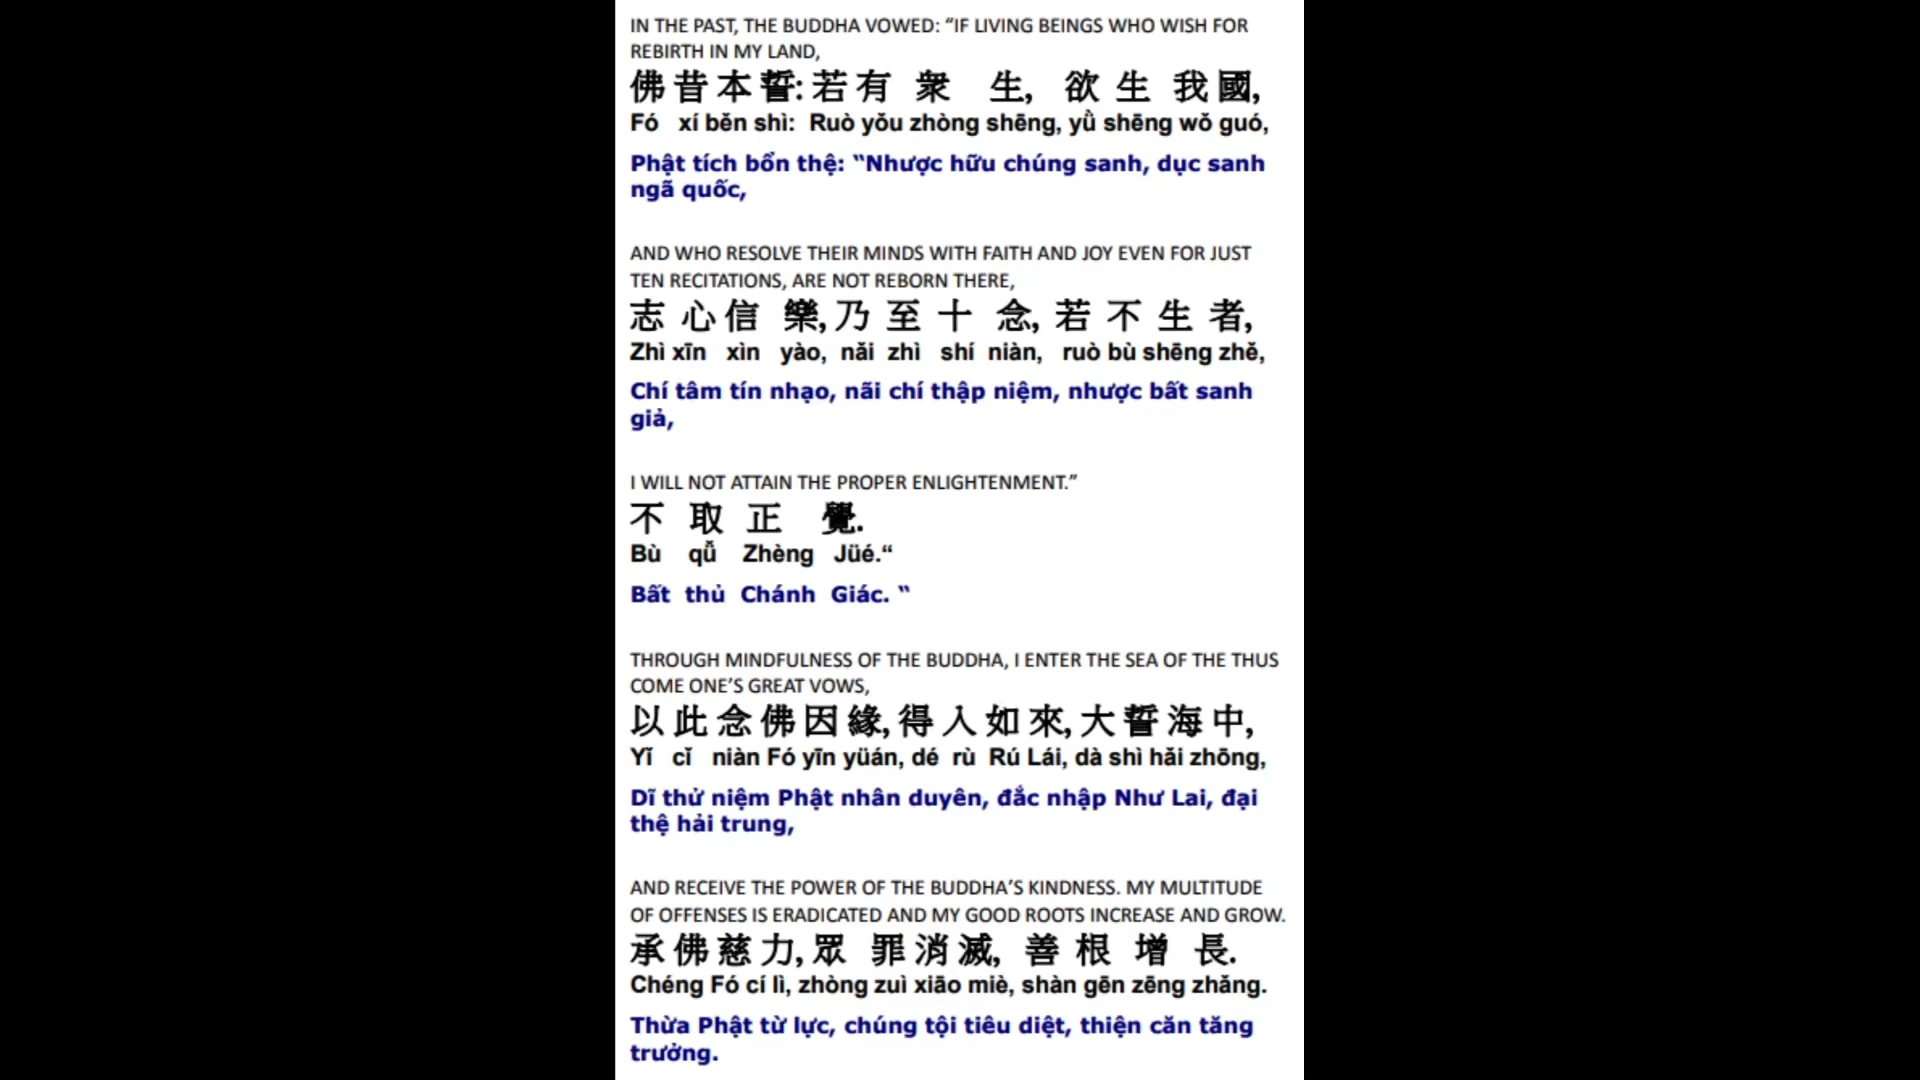 IN THE PAST, THE BUDDHA VOWED: “IF LIVING BEINGS WHO WISH FOR
REBIRTH IN MY LAND,
佛昔本誓:若有衆生,欲生我國,
Fó xí běn shì: Ruò yǒu zhòng shēng, yǜ shēng wǒ guó,
Phật tích bổn thệ: “Nhược hữu chúng sanh, dục sanh
ngã quốc,
AND WHO RESOLVE THEIR MINDS WITH FAITH AND JOY EVEN FOR JUST
TEN RECITATIONS, ARE NOT REBORN THERE,
志心信樂,乃至十念,若不生者,
Zhì xīn xìn yào, nǎi zhì shí niàn, ruò bù shēng zhě,
Chí tâm tín nhạo, nãi chí thập niệm, nhược bất sanh
giả,
I WILL NOT ATTAIN THE PROPER ENLIGHTENMENT.”
不取正覺.
Bù qǚ Zhèng Jüé.“
Bất thủ Chánh Giác. “
THROUGH MINDFULNESS OF THE BUDDHA, I ENTER THE SEA OF THE THUS
COME ONE’S GREAT VOWS,
以此念佛因緣,得入如來,大誓海中,
Yǐ cǐ niàn Fó yīn yüán, dé rù Rú Lái, dà shì hǎi zhōng,
Dĩ thử niệm Phật nhân duyên, đắc nhập Như Lai, đại
thệ hải trung,
AND RECEIVE THE POWER OF THE BUDDHA’S KINDNESS. MY MULTITUDE
OF OFFENSES IS ERADICATED AND MY GOOD ROOTS INCREASE AND GROW.
承佛慈力,眾罪消滅,善根增長.
Chéng Fó cí lì, zhòng zuì xiāo miè, shàn gēn zēng zhǎng.
Thừa Phật từ lực, chúng tội tiêu diệt, thiện căn tăng
trưởng.